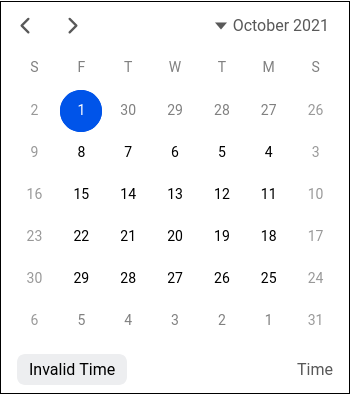 October 2021
S F T W T M S
2 1 30 29 28 27 26
9 8 7 6 5 4 3
16 15 14 13 12 11 10
23 22 21 20 19 18 17
30 29 28 27 26 25 24
6 5 4 3 2 1 31
Invalid Time Time